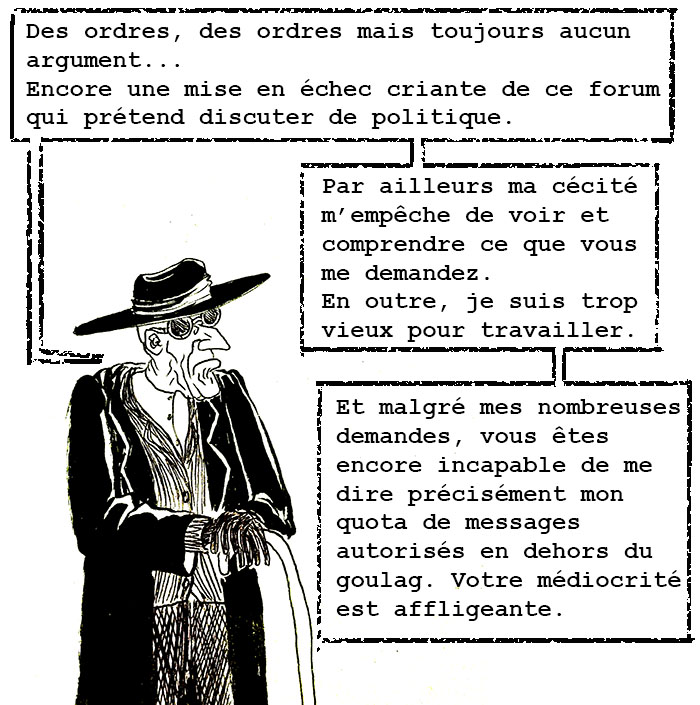 Des ordres, des ordres mais toujours aucun
argument...
Encore une mise en échec criante de ce forum
qui prétend discuter de politique.
Par ailleurs ma cécité
m'empêche de voir et
comprendre ce que vous
me demandez.
En outre, je suis trop
vieux pour travailler.
Et malgré mes nombreuses
demandes, vous êtes
encore incapable de me
dire précisément mon
quota de messages
autorisés en dehors du
goulag. Votre médiocrité
est affligeante.